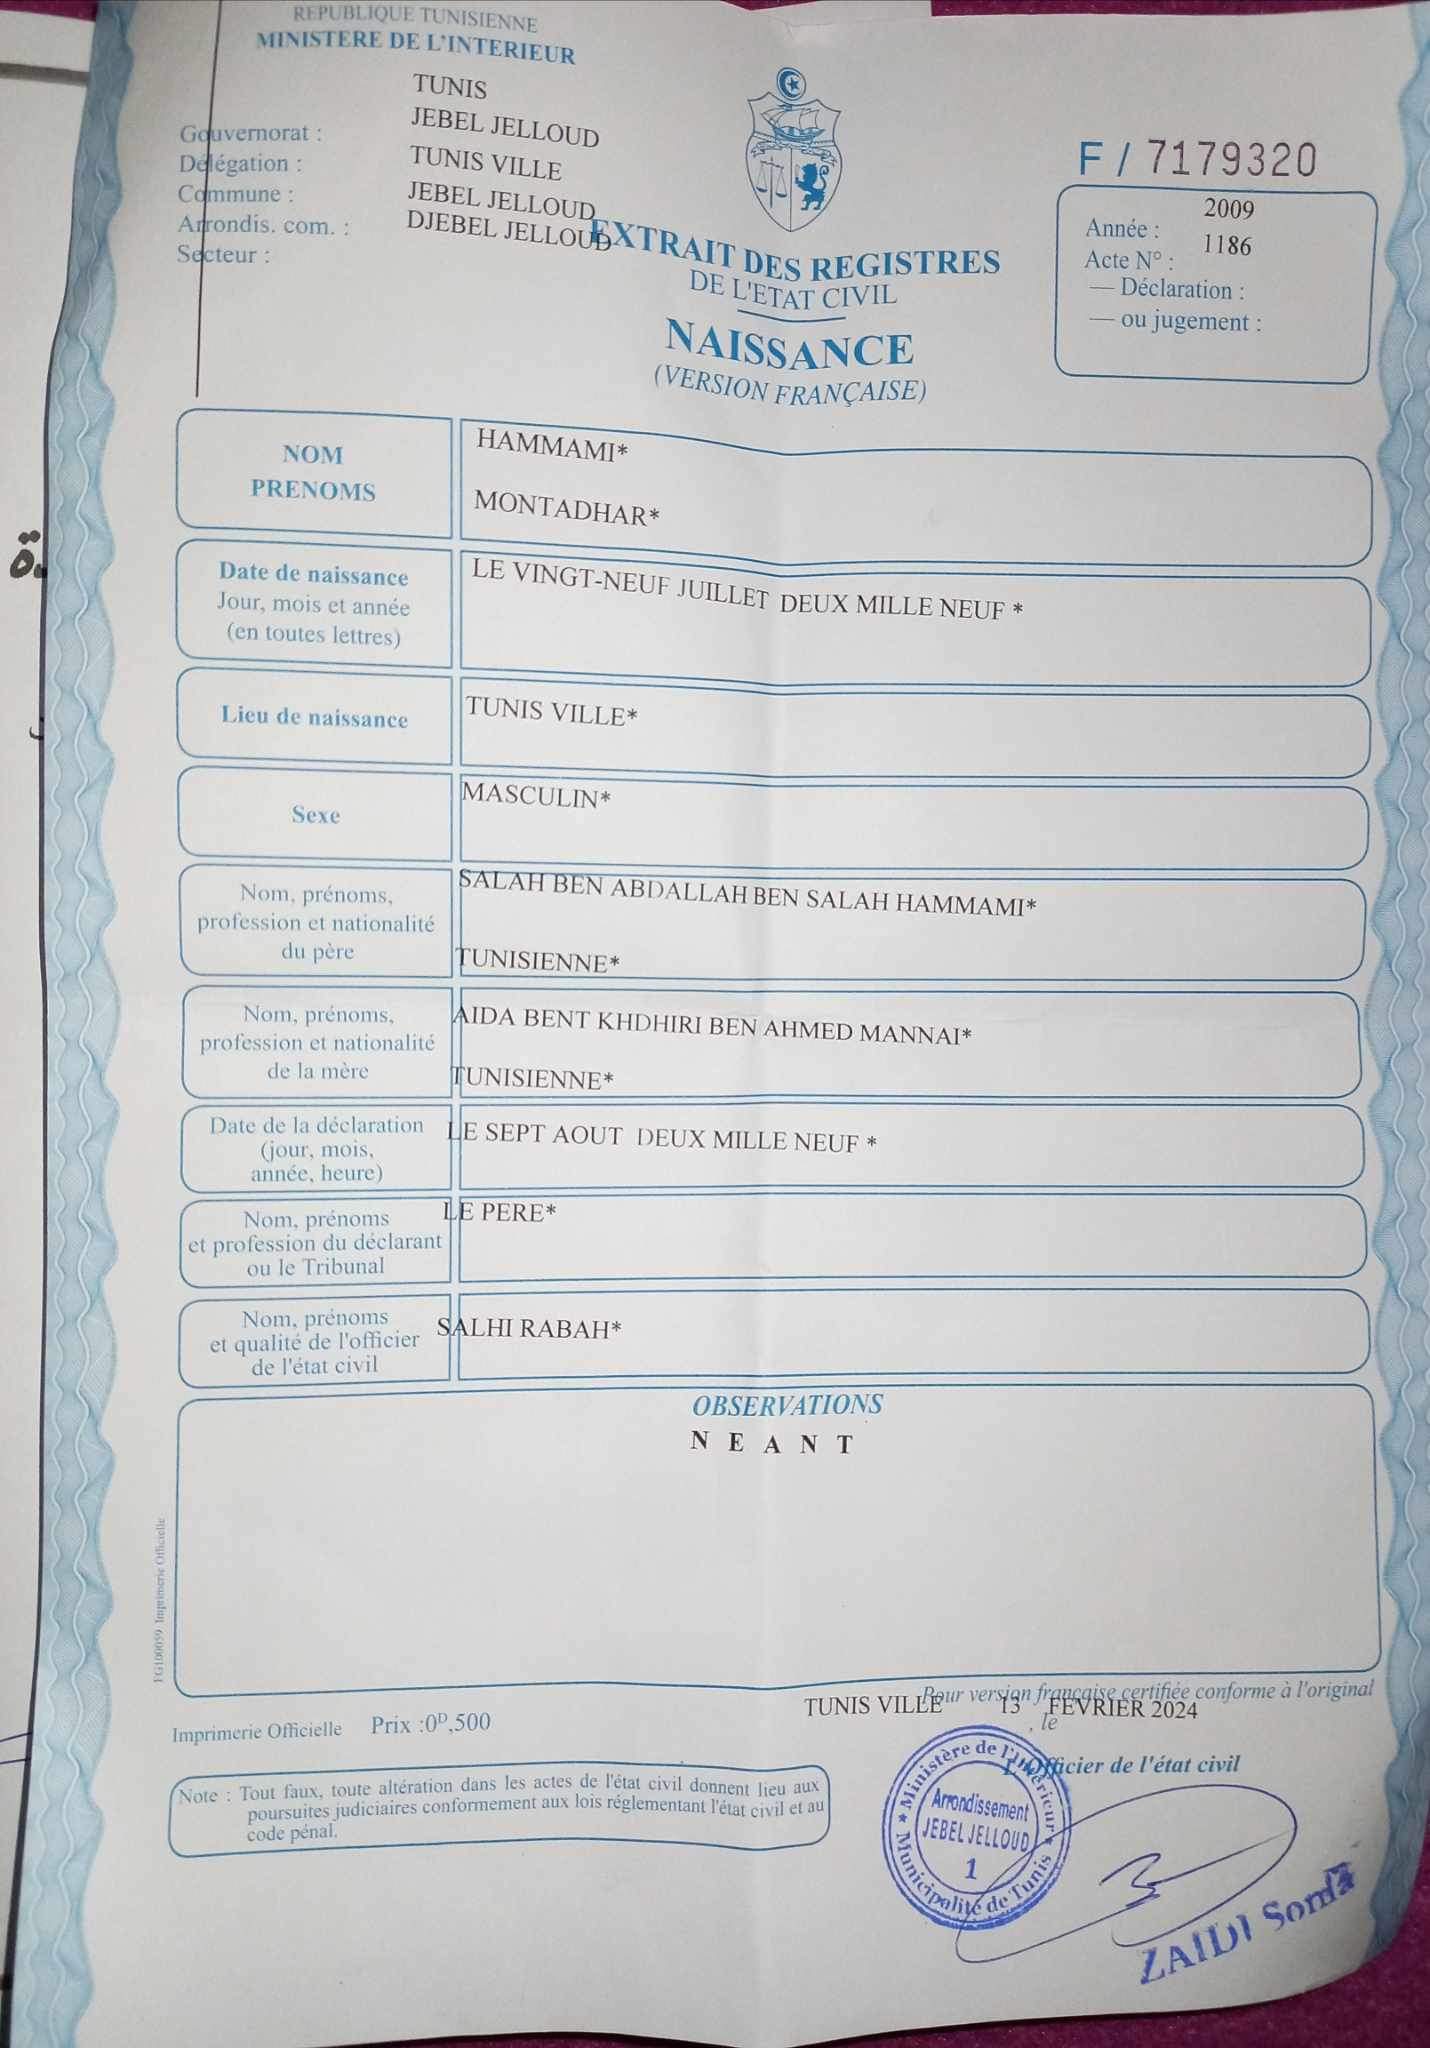 REPUBLIQUE TUNISIENNE
MINISTERE DE L'INTERIEUR
Gouvernorat : TUNIS
Délégation : JEBEL JELLOUD
Commune : TUNIS VILLE
Arrondis. com. : JEBEL JELLOUD
Secteur : DJEBEL JELLOUD
EXTRAIT DES REGISTRES
DE L'ETAT CIVIL
NAISSANCE
(VERSION FRANÇAISE)
F / 7179320
Année : 2009
Acte N° : 1186
— Déclaration :
— ou jugement :
NOM
PRENOMS
HAMMAMI*
MONTADHAR*
Date de naissance
Jour, mois et année
(en toutes lettres)
LE VINGT-NEUF JUILLET DEUX MILLE NEUF *
Lieu de naissance
TUNIS VILLE*
Sexe
MASCULIN*
Nom, prénoms,
profession et nationalité
du père
SALAH BEN ABDALLAH BEN SALAH HAMMAMI*
TUNISIENNE*
Nom, prénoms,
profession et nationalité
de la mère
AIDA BENT KHDHIRI BEN AHMED MANNAI*
TUNISIENNE*
Date de la déclaration
(jour, mois,
année, heure)
LE SEPT AOUT DEUX MILLE NEUF *
Nom, prénoms
et profession du déclarant
ou le Tribunal
LE PERE*
Nom, prénoms
et qualité de l'officier
de l'état civil
SALHI RABAH*
OBSERVATIONS
N E A N T
FG100059 Imprimerie Officielle
Imprimerie Officielle Prix :0D,500
Pour version française certifiée conforme à l'original
TUNIS VILLE , le 13 FEVRIER 2024
L'Officier de l'état civil
Note : Tout faux, toute altération dans les actes de l'état civil donnent lieu aux
poursuites judiciaires conformement aux lois réglementant l'état civil et au
code pénal.
Ministère de l'Intérieur
Arrondissement
JEBEL JELLOUD
1
Municipalité de Tunis
ZAIDI Sonia